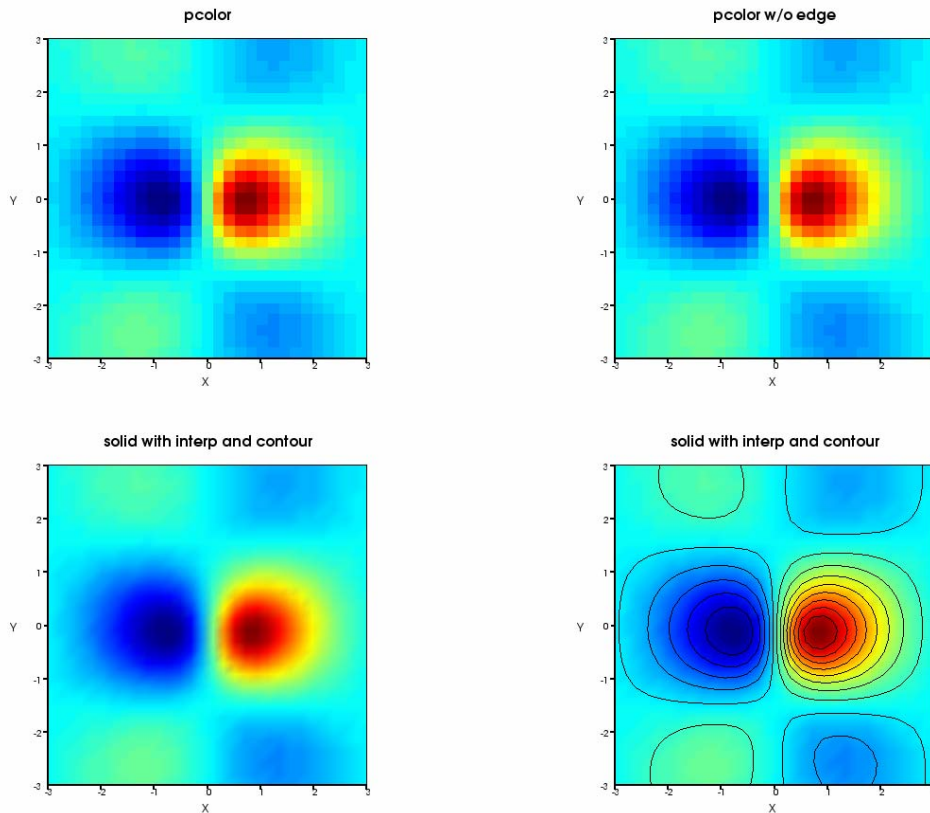 pcolor
3
2
1
Y 0
-1
-2
-3
-3 -2 -1 0 1 2 3
X
pcolor w/o edge
3
2
1
Y 0
-1
-2
-3
-3 -2 -1 0 1 2
X
solid with interp and contour
3
2
1
Y 0
-1
-2
-3
-3 -2 -1 0 1 2 3
X
solid with interp and contour
3
2
1
Y 0
-1
-2
-3
-3 -2 -1 0 1 2
X